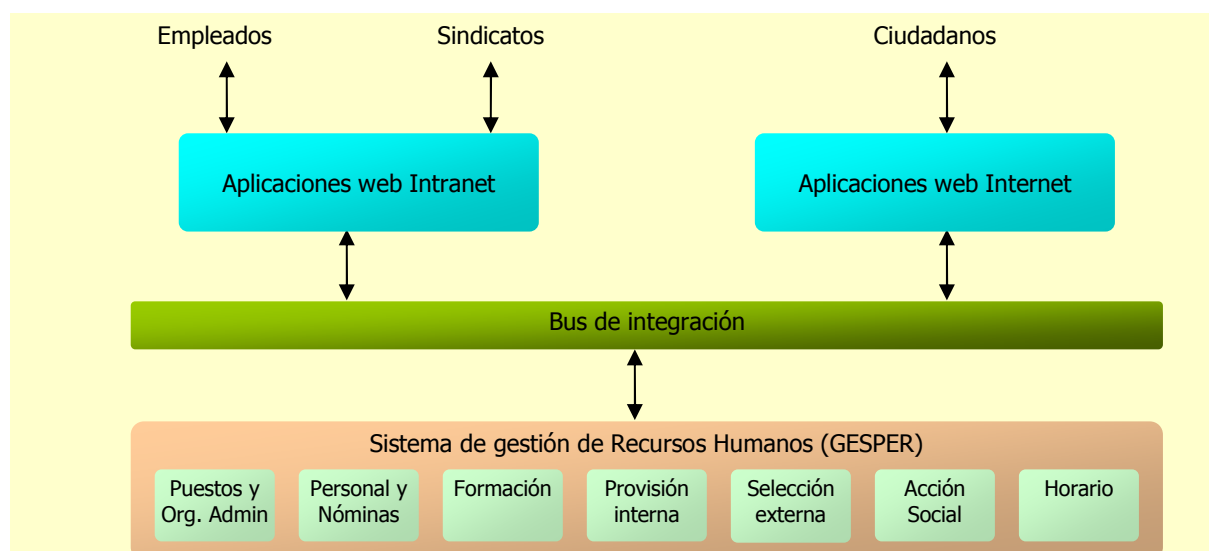 Empleados
Sindicatos
Ciudadanos
Aplicaciones web Intranet
Aplicaciones web Internet
Bus de integración
Sistema de gestión de Recursos Humanos (GESPER)
Puestos y
Org. Admin
Personal y
Nóminas
Formación
Provisión
interna
Selección
externa
Acción
Social
Horario